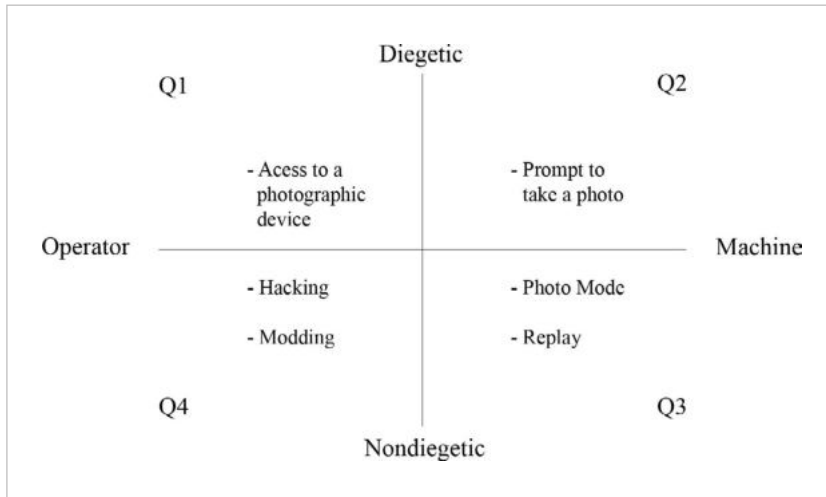 Diegetic
Q1
Q2
- Acess to a
photographic
device
- Prompt to
take a photo
Operator
Machine
- Hacking
- Modding
- Photo Mode
- Replay
Q4
Q3
Nondiegetic